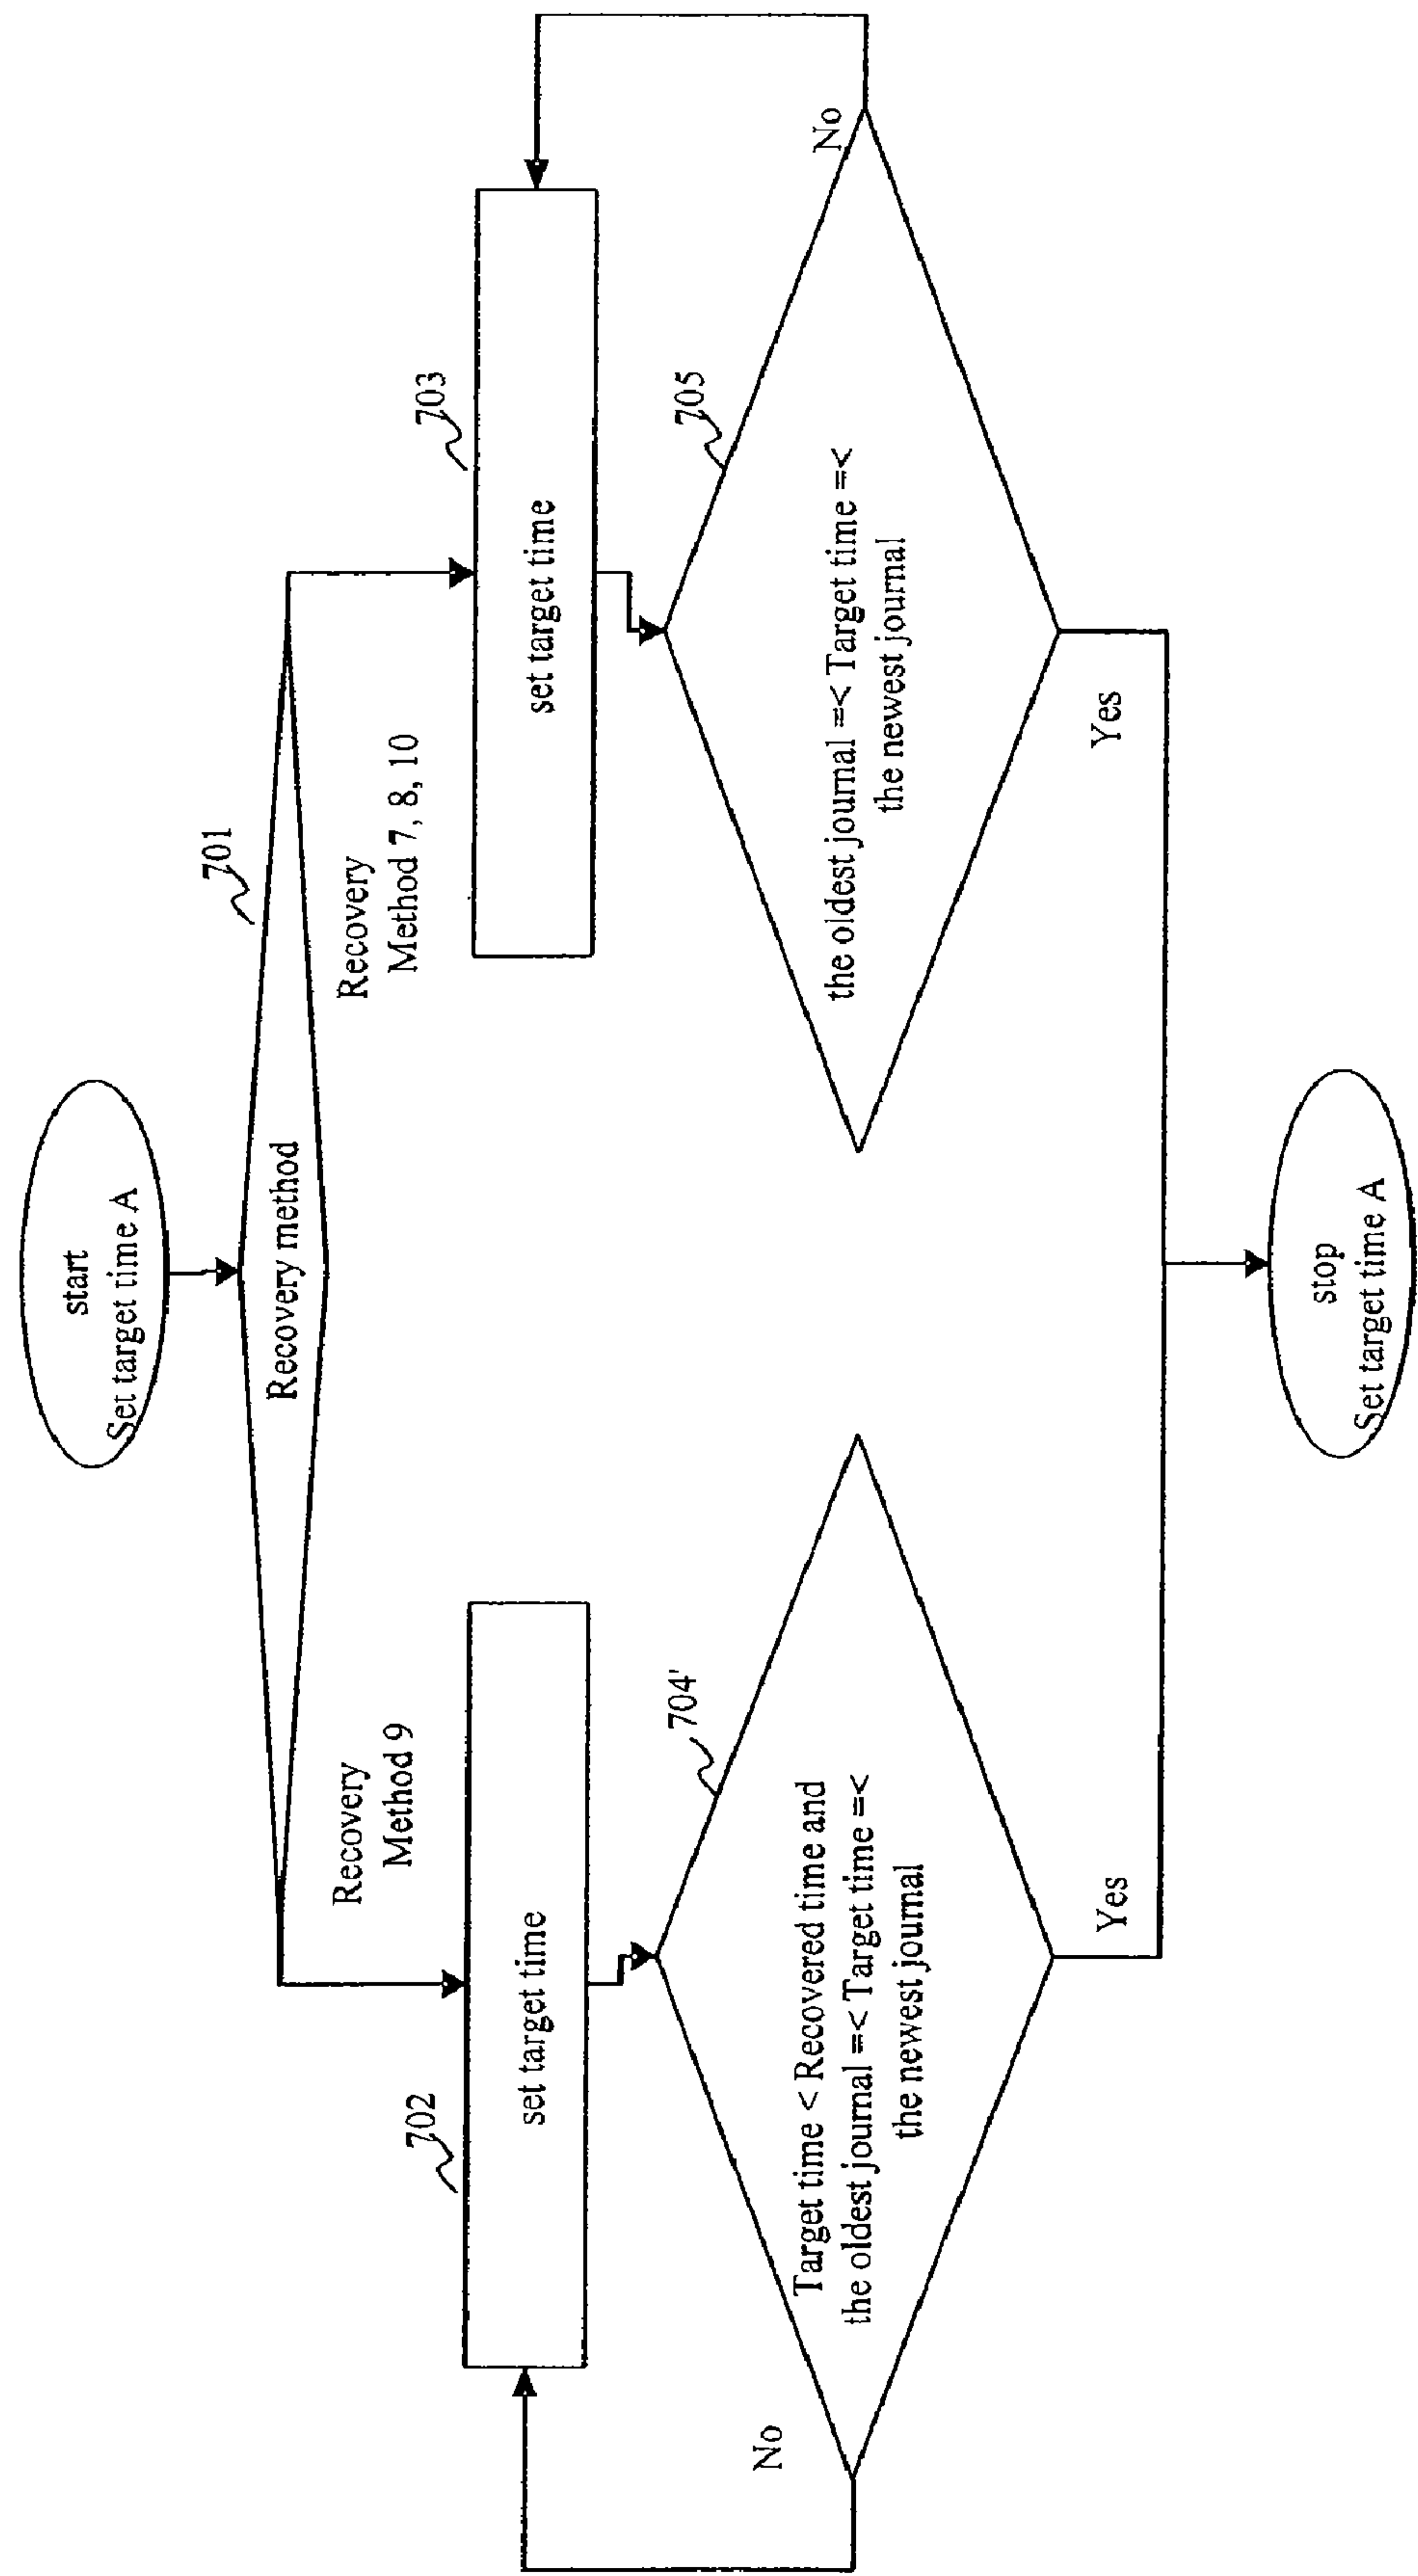 start
Set target time A
701
Recovery method
Recovery
Method 9
Recovery
Method 7, 8, 10
702
set target time
703
set target time
704'
Target time < Recovered time and
the oldest journal =< Target time =<
the newest journal
No
Yes
705
the oldest journal =< Target time =<
the newest journal
No
Yes
stop
Set target time A